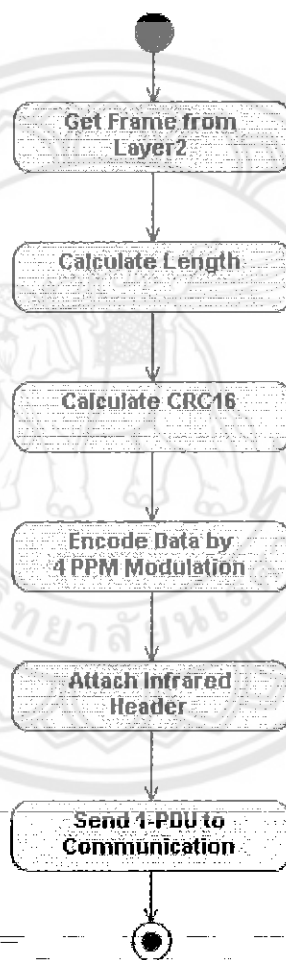 Get Frame from
Layer2
Calculate Length
Calculate CRC16
Encode Data by
4 PPM Modulation
Attach Infrared
Header
Send 1-PDU to
Communication